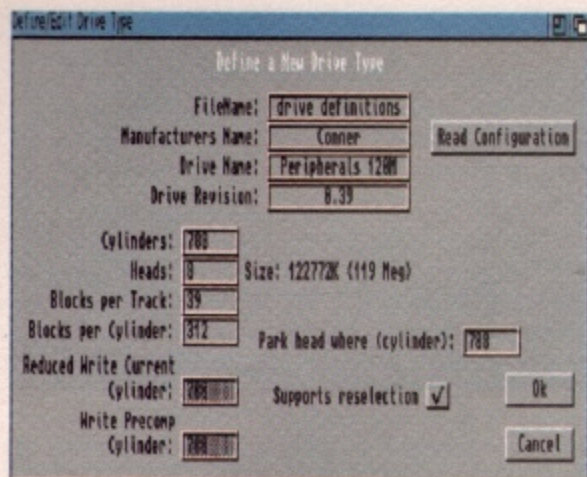 Define/Edit Drive Type
Define a New Drive Type
FileName: drive definitions
Manufacturers Name: Conner
Read Configuration
Drive Name: Peripherals 120M
Drive Revision:
Cylinders: 788
Heads: 8 Size: 122772K (119 Meg)
Blocks per Track: 39
Blocks per Cylinder: 312
Park head where (cylinder): 788
Reduced Write Current
Cylinder:
Supports reselection √
Ok
Write Precomp
Cylinder:
Cancel